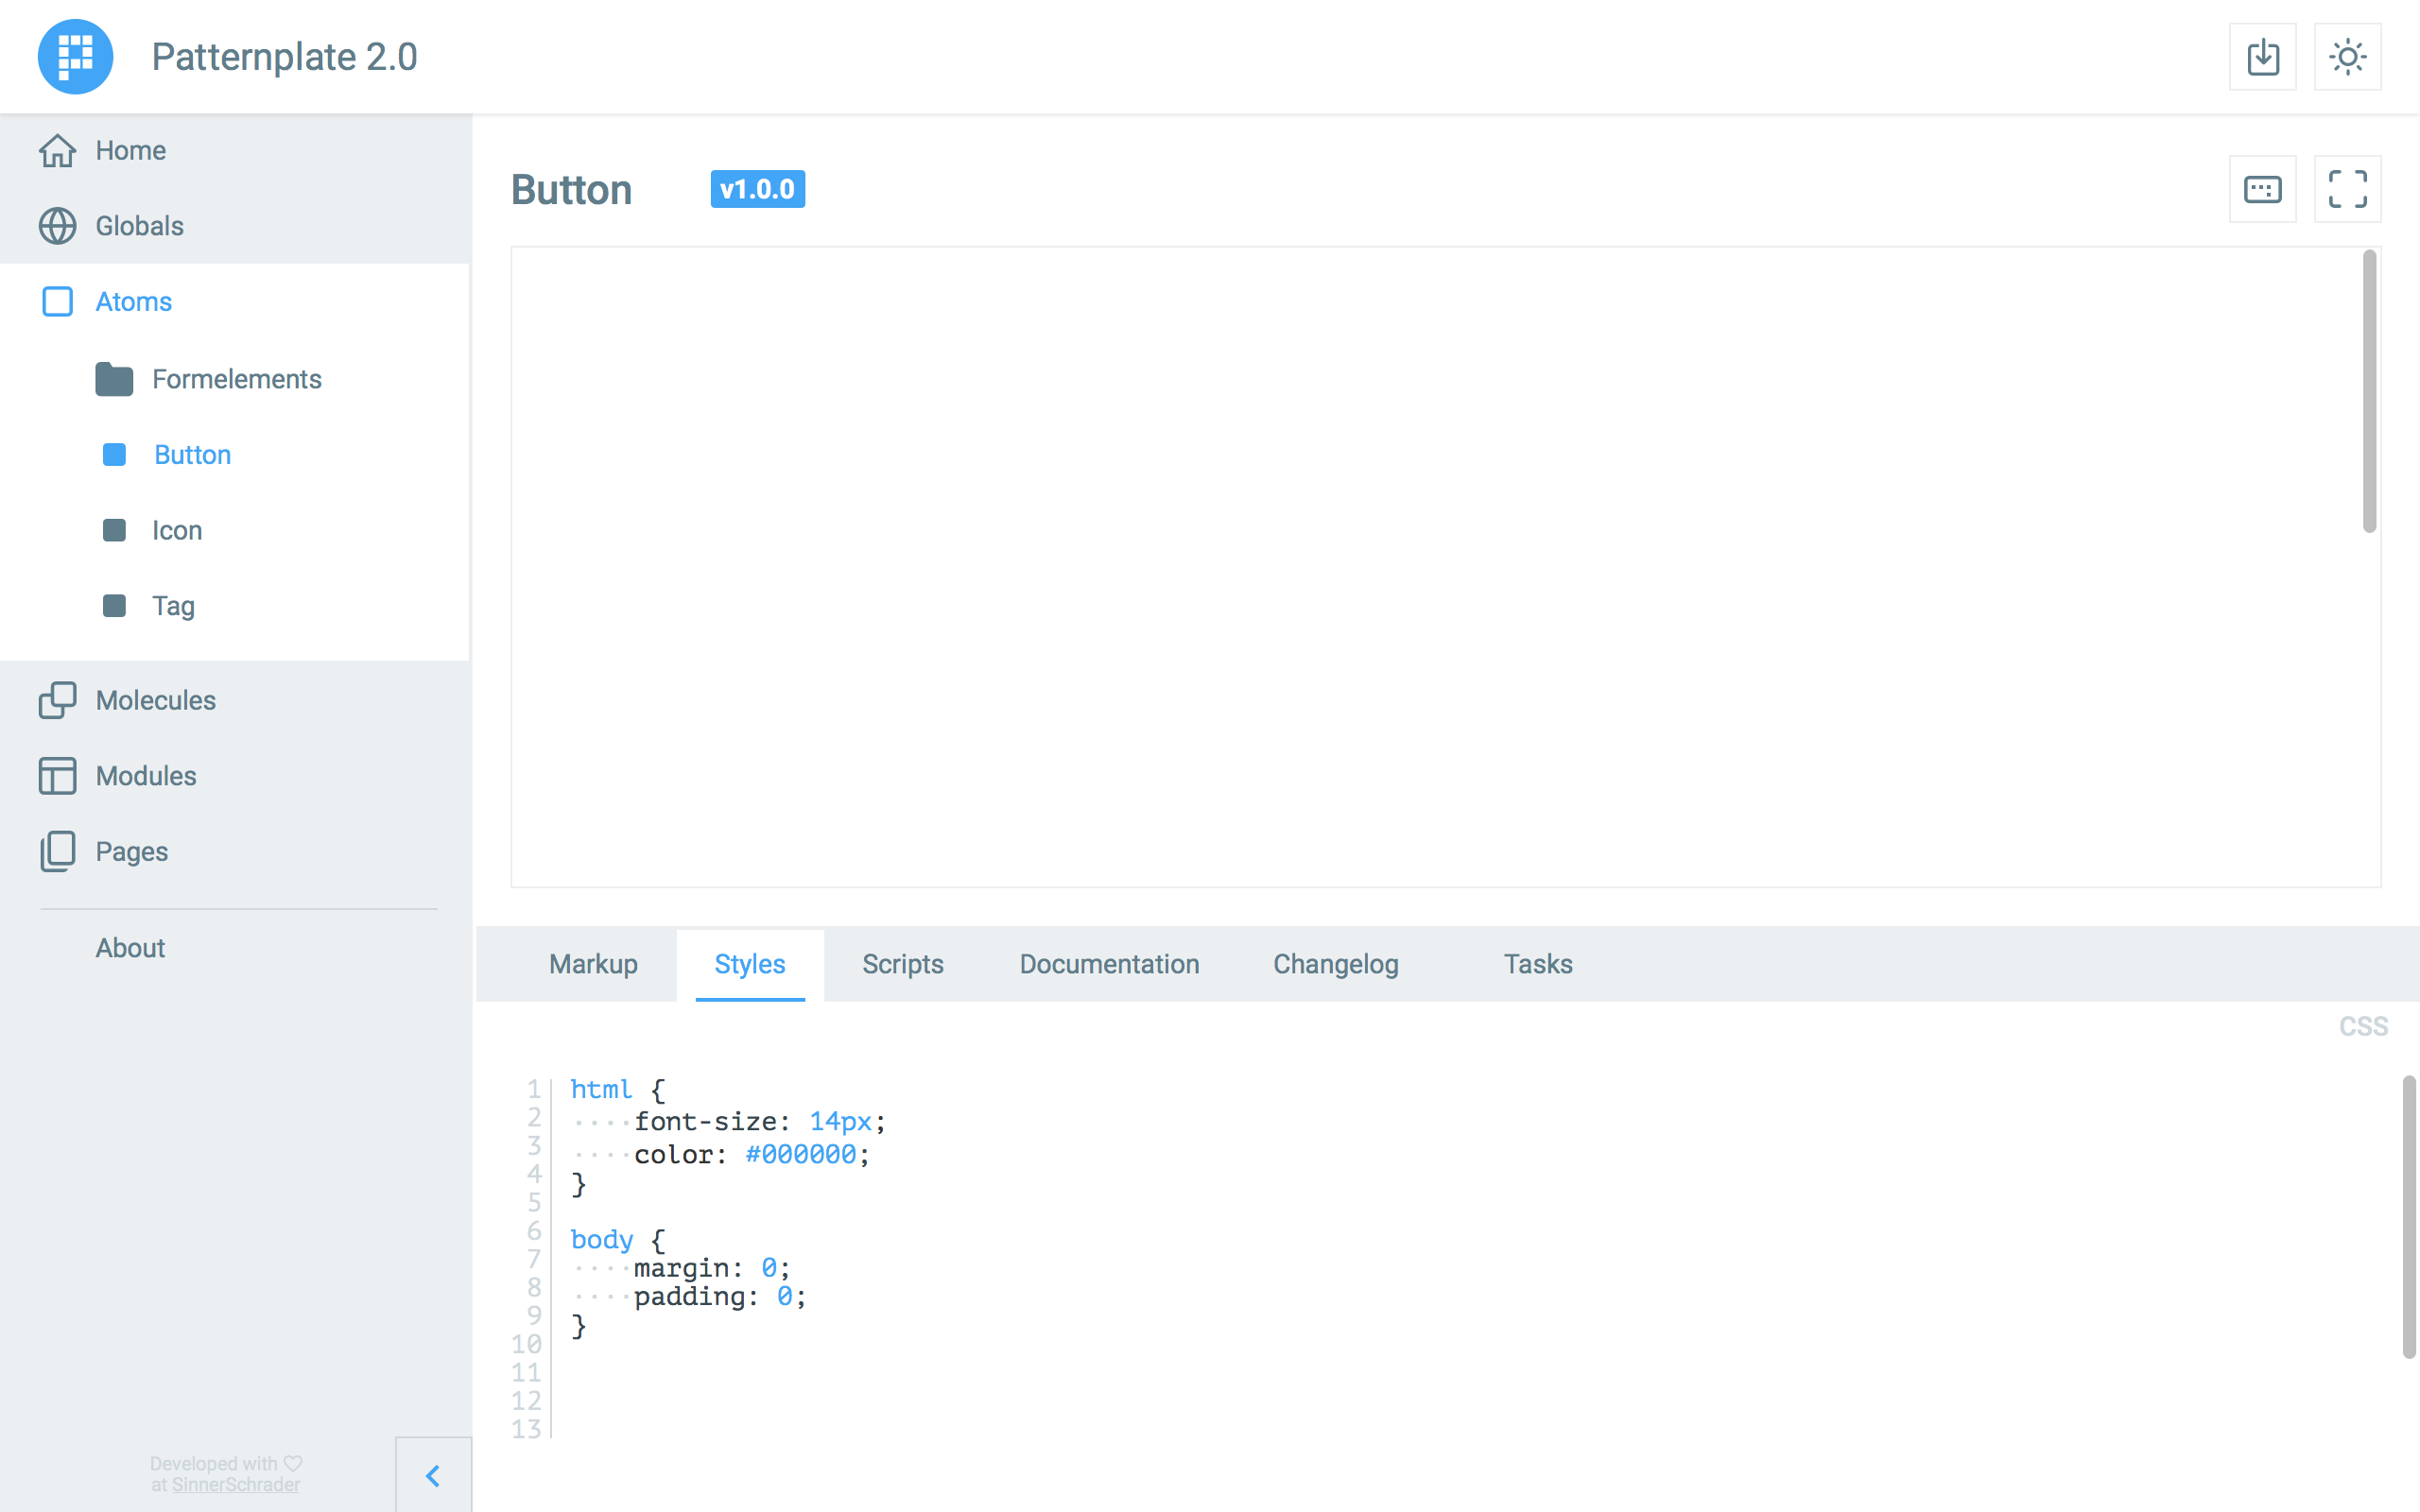 Patternplate 2.0
Home
Globals
Atoms
Formelements
Button
Icon
Tag
Molecules
Modules
Pages
About
Developed with
at SinnerSchrader
Button v1.0.0
Markup Styles Scripts Documentation Changelog Tasks
CSS
1 html {
2 ····font-size: 14px;
3 ····color: #000000;
4 }
5
6 body {
7 ····margin: 0;
8 ····padding: 0;
9 }
10
11
12
13